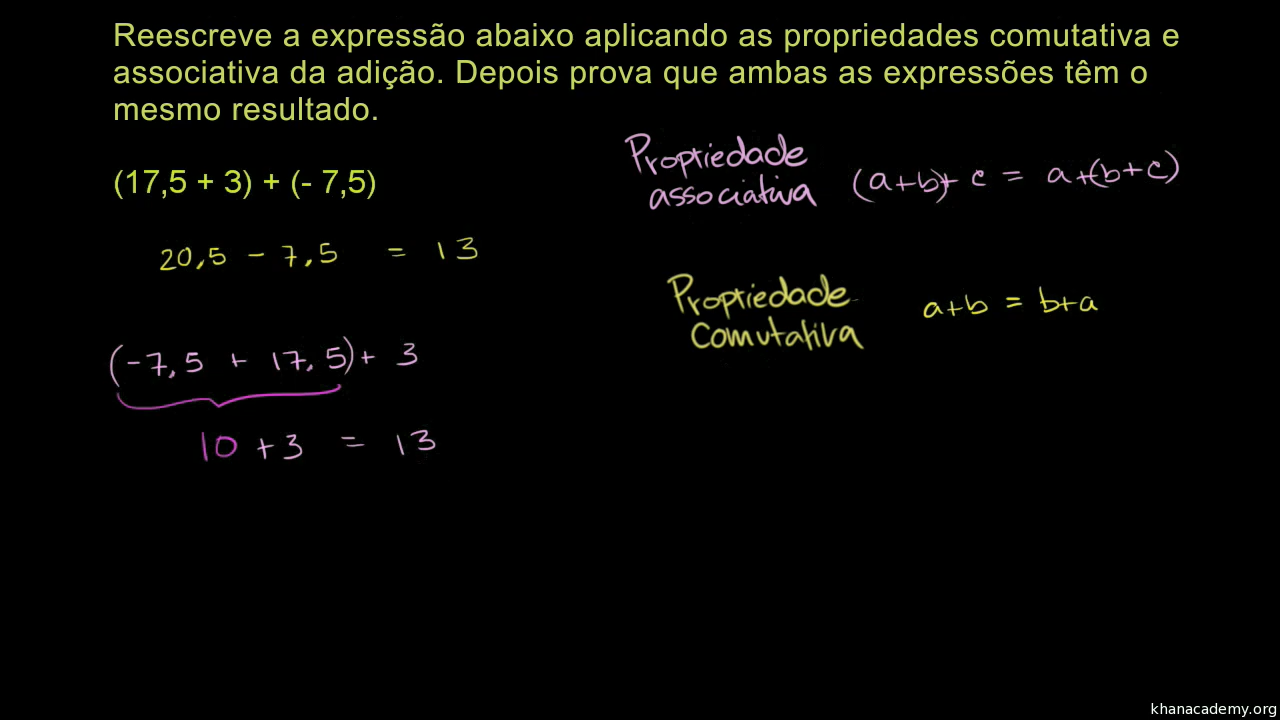 Reescreve a expressão abaixo aplicando as propriedades comutativa e
associativa da adição. Depois prova que ambas as expressões têm o
mesmo resultado.
(17,5 + 3) + (- 7,5)
20,5 - 7,5 = 13
(-7,5 + 17,5) + 3
10 + 3 = 13
Propriedade
associativa (a+b)+ c = a+(b+c)
Propriedade
Comutativa a+b = b+a
khanacademy.org